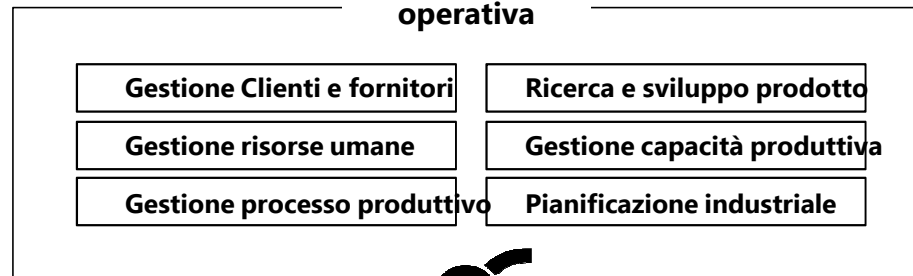 operativa
Gestione Clienti e fornitori
Ricerca e sviluppo prodotto
Gestione risorse umane
Gestione capacità produttiva
Gestione processo produttivo
Pianificazione industriale